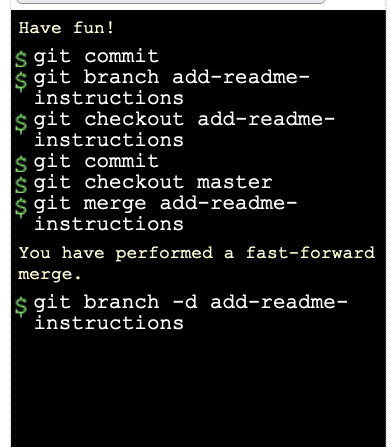 Have fun!
$ git commit
$ git branch add-readme-
instructions
$ git checkout add-readme-
instructions
$ git commit
$ git checkout master
$ git merge add-readme-
instructions
You have performed a fast-forward
merge.
$ git branch -d add-readme-
instructions